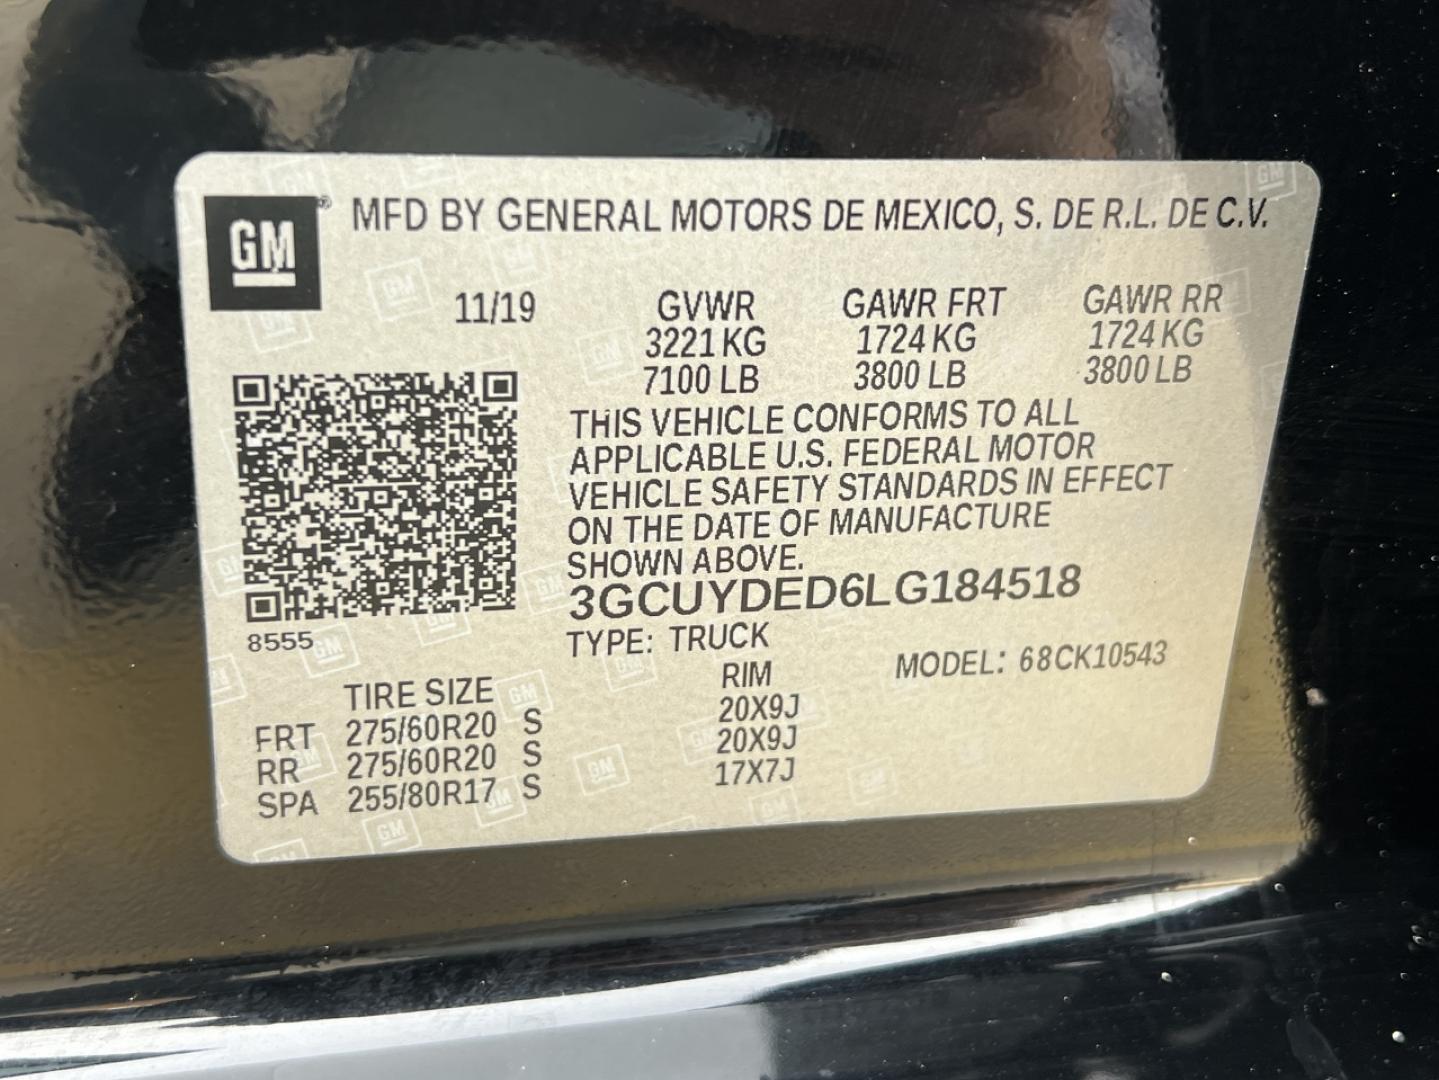 GM® MFD BY GENERAL MOTORS DE MEXICO, S. DE R.L. DE C.V.
11/19 GVWR GAWR FRT GAWR RR
3221 KG 1724 KG 1724 KG
7100 LB 3800 LB 3800 LB
THIS VEHICLE CONFORMS TO ALL
APPLICABLE U.S. FEDERAL MOTOR
VEHICLE SAFETY STANDARDS IN EFFECT
ON THE DATE OF MANUFACTURE
SHOWN ABOVE.
3GCUYDED6LG184518
8555
TYPE: TRUCK
MODEL: 68CK10543
TIRE SIZE RIM
FRT 275/60R20 S 20X9J
RR 275/60R20 S 20X9J
SPA 255/80R17 S 17X7J